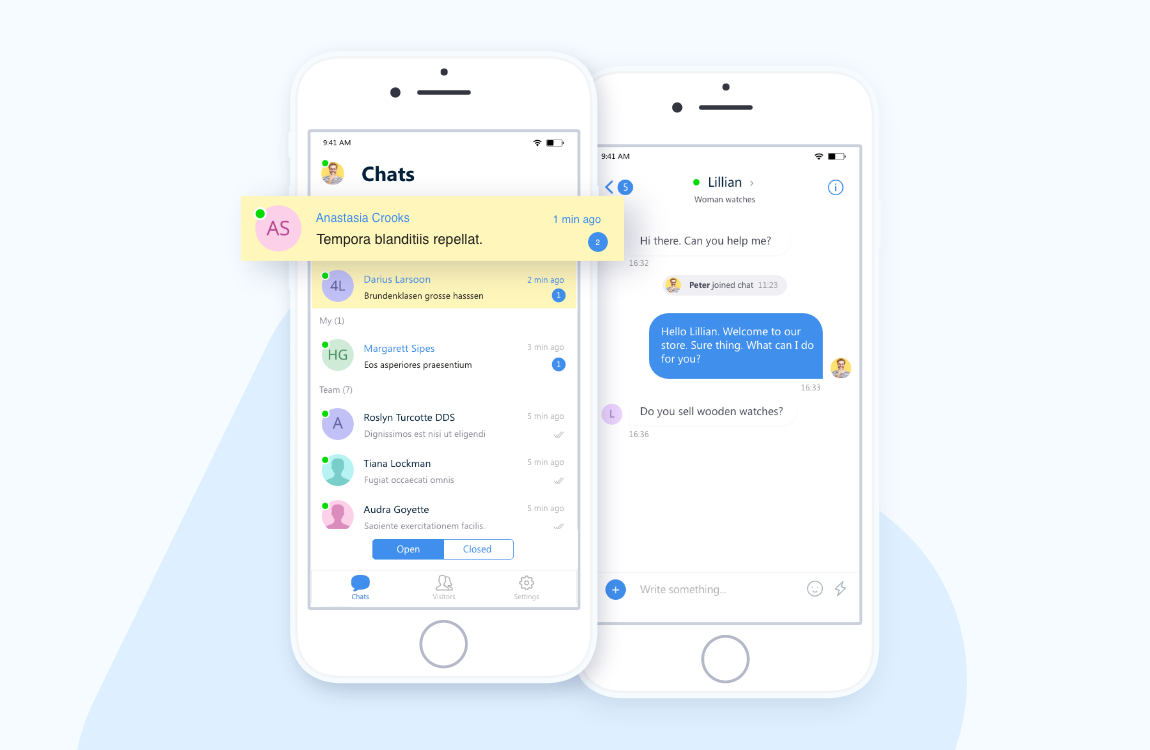 9:41 AM
Chats
AS
Anastasia Crooks
1 min ago
Tempora blanditiis repellat.
2
4L
Darius Larsoon
2 min ago
Brundenklasen grosse hasssen
1
My (1)
HG
Margarett Sipes
3 min ago
Eos asperiores praesentium
1
Team (7)
A
Roslyn Turcotte DDS
5 min ago
Dignissimos est nisi ut eligendi
Tiana Lockman
5 min ago
Fugiat occaecati omnis
Audra Goyette
5 min ago
Sapiente exercitationem facilis.
Open
Closed
Chats
Visitors
Settings
9:41 AM
5
Lillian
Woman watches
Hi there. Can you help me?
16:32
Peter joined chat 11:23
Hello Lillian. Welcome to our
store. Sure thing. What can I do
for you?
16:33
L
Do you sell wooden watches?
16:36
Write something...